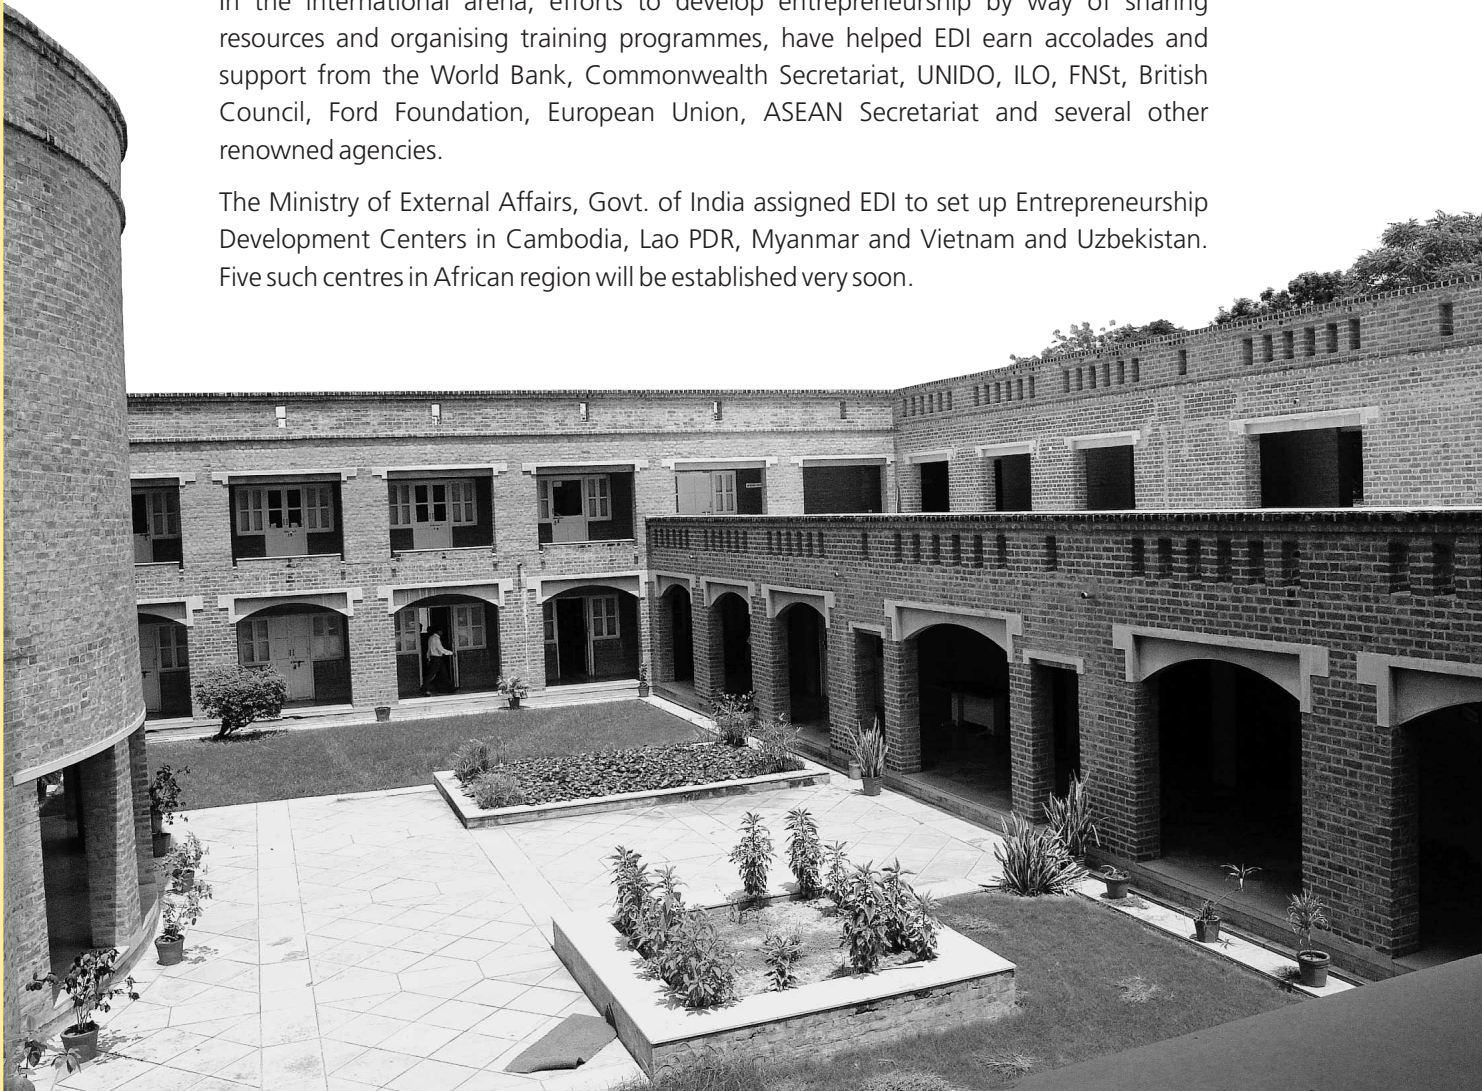 In the international arena, efforts to develop entrepreneurship by way of sharing
resources and organising training programmes, have helped EDI earn accolades and
support from the World Bank, Commonwealth Secretariat, UNIDO, ILO, FNSt, British
Council, Ford Foundation, European Union, ASEAN Secretariat and several other
renowned agencies.
The Ministry of External Affairs, Govt. of India assigned EDI to set up Entrepreneurship
Development Centers in Cambodia, Lao PDR, Myanmar and Vietnam and Uzbekistan.
Five such centres in African region will be established very soon.